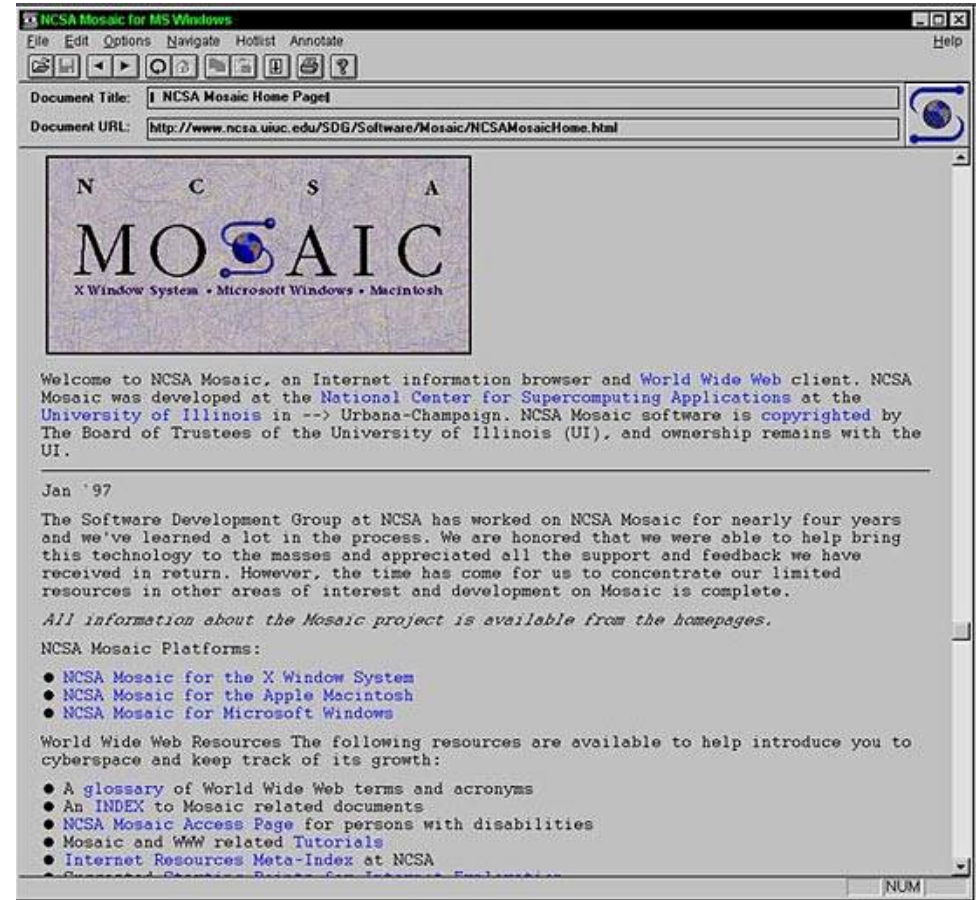 NCSA Mosaic for MS Windows
File Edit Options Navigate Hotlist Annotate Help
Document Title: NCSA Mosaic Home Page
Document URL: http://www.ncsa.uiuc.edu/SDG/Software/Mosaic/NCSAMosaicHome.html
N C S A
MOSAIC
X Window System • Microsoft Windows • Macintosh
Welcome to NCSA Mosaic, an Internet information browser and World Wide Web client. NCSA
Mosaic was developed at the National Center for Supercomputing Applications at the
University of Illinois in --> Urbana-Champaign. NCSA Mosaic software is copyrighted by
The Board of Trustees of the University of Illinois (UI), and ownership remains with the
UI.
Jan `97
The Software Development Group at NCSA has worked on NCSA Mosaic for nearly four years
and we've learned a lot in the process. We are honored that we were able to help bring
this technology to the masses and appreciated all the support and feedback we have
received in return. However, the time has come for us to concentrate our limited
resources in other areas of interest and development on Mosaic is complete.
All information about the Mosaic project is available from the homepages.
NCSA Mosaic Platforms:
● NCSA Mosaic for the X Window System
● NCSA Mosaic for the Apple Macintosh
● NCSA Mosaic for Microsoft Windows
World Wide Web Resources The following resources are available to help introduce you to
cyberspace and keep track of its growth:
● A glossary of World Wide Web terms and acronyms
● An INDEX to Mosaic related documents
● NCSA Mosaic Access Page for persons with disabilities
● Mosaic and WWW related Tutorials
● Internet Resources Meta-Index at NCSA
● Suggested Starting Points for Internet Exploration
NUM